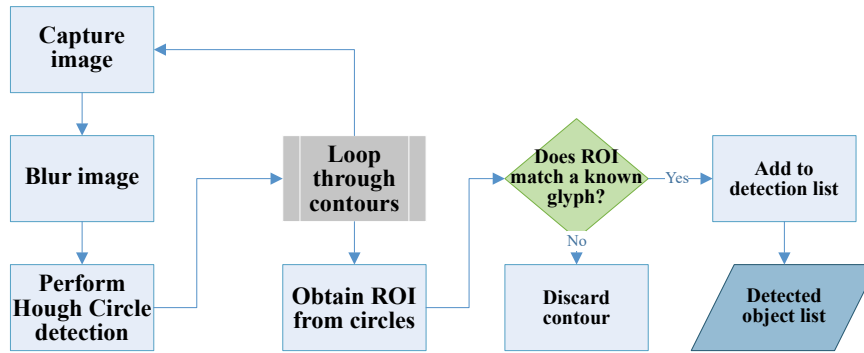 Capture
image
Blur image
Perform
Hough Circle
detection
Loop
through
contours
Obtain ROI
from circles
Does ROI
match a known
glyph?
Yes
No
Discard
contour
Add to
detection list
Detected
object list